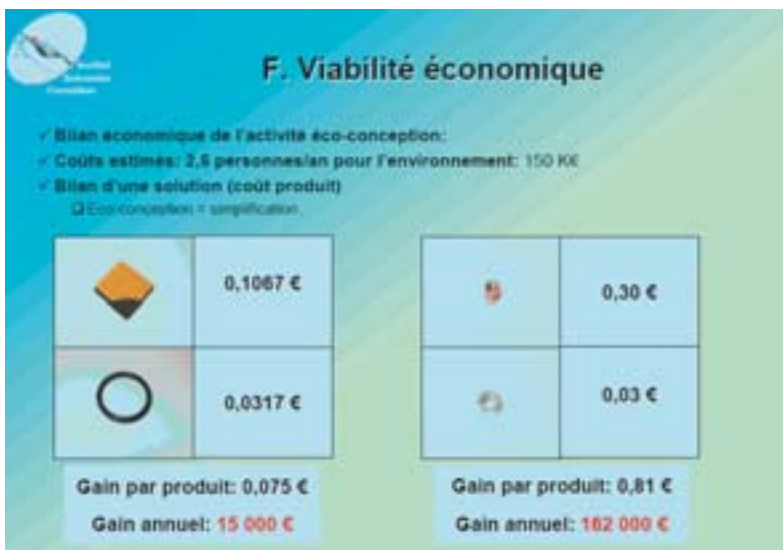 F. Viabilité économique
✓ Bilan économique de l'activité éco-conception:
✓ Coûts estimés: 2,5 personnes/an pour l'environnement: 150 K€
✓ Bilan d'une solution (coût produit)
❑ Eco-conception = simplification.
0,1067 €
0,30 €
0,0317 €
0,03 €
Gain par produit: 0,075 €
Gain annuel: 15 000 €
Gain par produit: 0,81 €
Gain annuel: 162 000 €